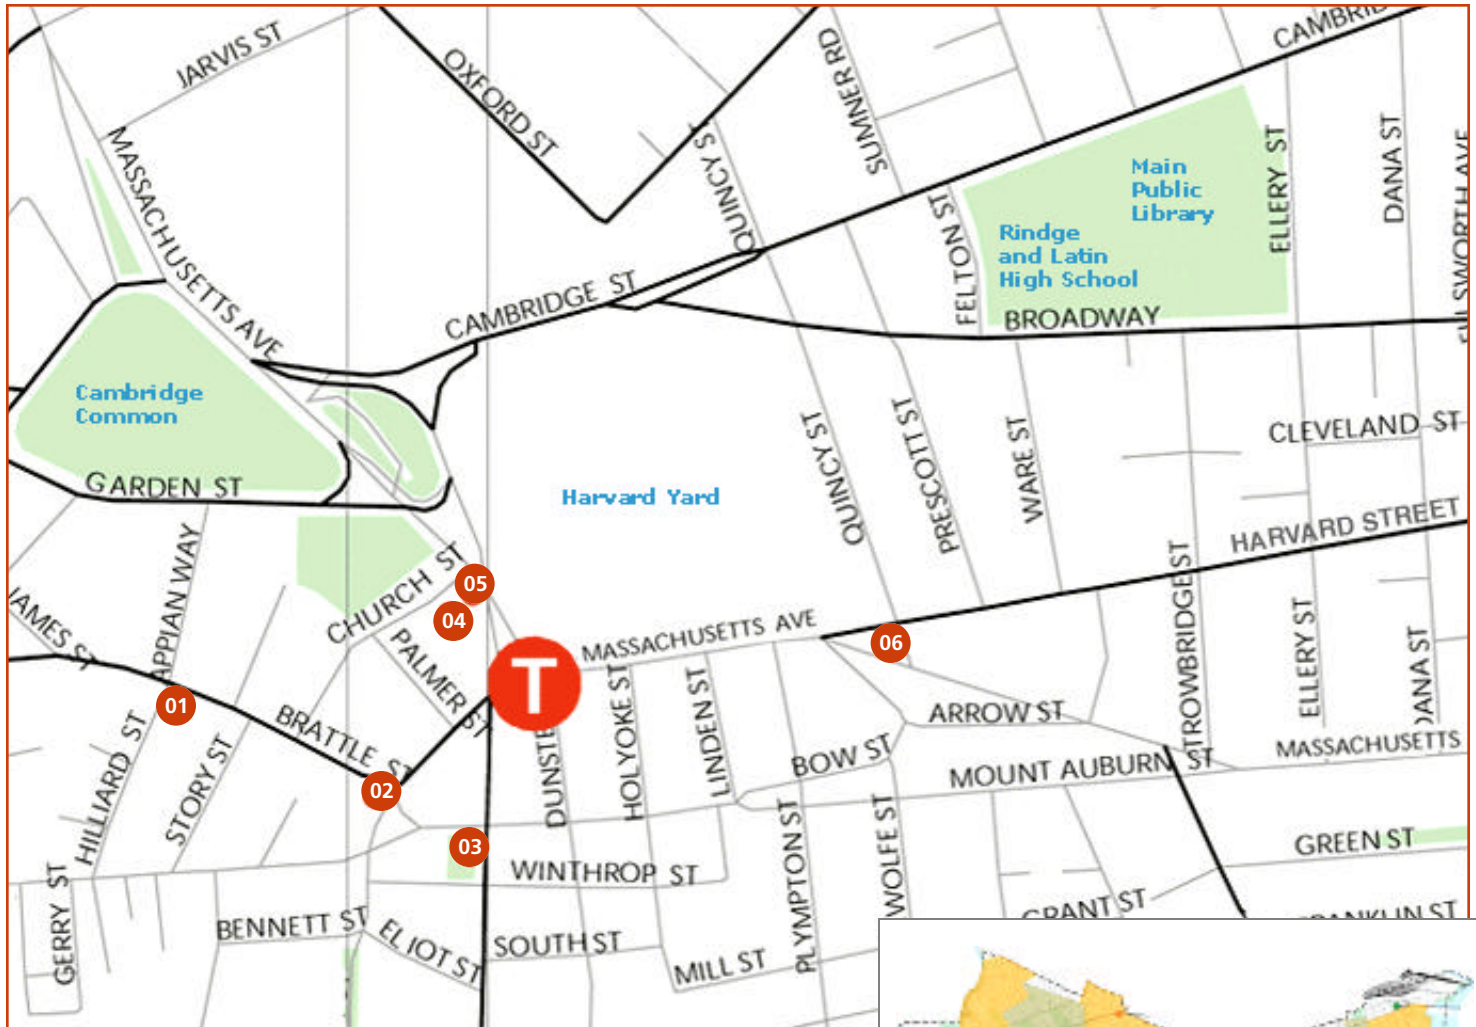 JARVIS ST
OXFORD ST
SUMNER RD
MASSACHUSETTS AVE
QUINCY S
Main
Public
Library
ELLERY ST
DANA ST
Rindge
and Latin
High School
FELTON ST
CAMBRIDGE ST
BROADWAY
Cambridge
Common
GARDEN ST
Harvard Yard
QUINCY ST
PRESCOTT ST
WARE ST
CLEVELAND ST
HARVARD STREET
APPIAN WAY
CHURCH ST
05
04
JAMES ST
PALMER ST
T
MASSACHUSETTS AVE
06
TROWBRIDGE ST
ELLERY ST
DANA ST
01
BRATTLE ST
HILLIARD ST
STORY ST
02
03
DUNSTE
HOLYOKE ST
LINDEN ST
BOW ST
ARROW ST
MOUNT AUBURN ST
MASSACHUSETTS
GREEN ST
WINTHROP ST
PLYMPTON ST
WOLFE ST
GRANT ST
GERRY ST
BENNETT ST
ELIOT ST
SOUTH ST
MILL ST